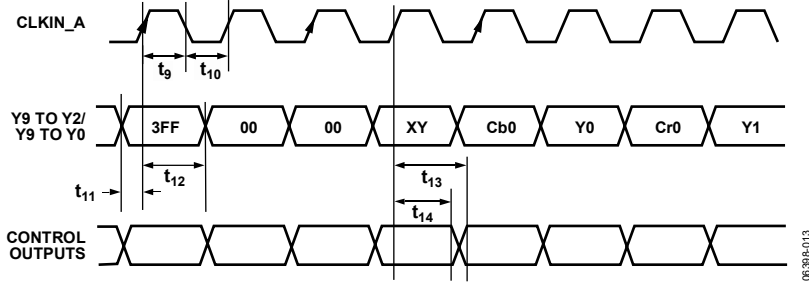 CLKIN_A
t9 t10
Y9 TO Y2/
Y9 TO Y0
3FF 00 00 XY Cb0 Y0 Cr0 Y1
t11
t12
t13
t14
CONTROL
OUTPUTS
06398-013